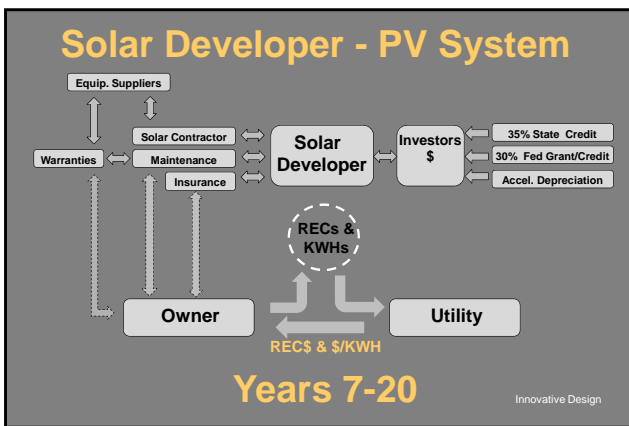 Solar Developer - PV System
Equip. Suppliers
Solar Contractor
Warranties
Maintenance
Insurance
Solar
Developer
Investors
$
35% State Credit
30% Fed Grant/Credit
Accel. Depreciation
RECs &
KWHs
Owner
Utility
REC$ & $/KWH
Years 7-20
Innovative Design